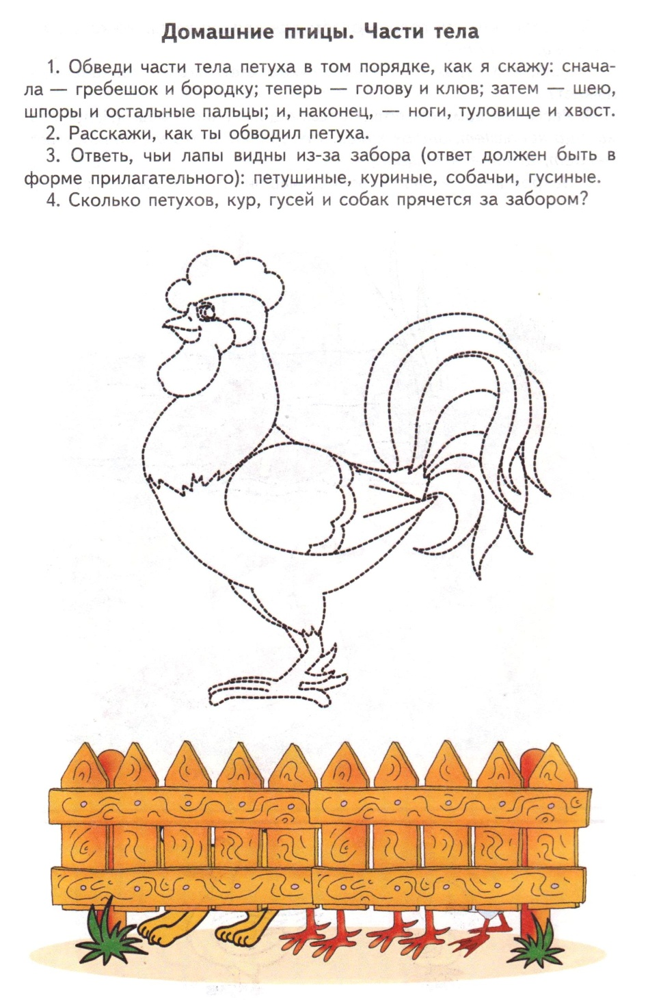 Домашние птицы. Части тела
1. Обведи части тела петуха в том порядке, как я скажу: снача-
ла — гребешок и бородку; теперь — голову и клюв; затем — шею,
шпоры и остальные пальцы; и, наконец, — ноги, туловище и хвост.
2. Расскажи, как ты обводил петуха.
3. Ответь, чьи лапы видны из-за забора (ответ должен быть в
форме прилагательного): петушиные, куриные, собачьи, гусиные.
4. Сколько петухов, кур, гусей и собак прячется за забором?